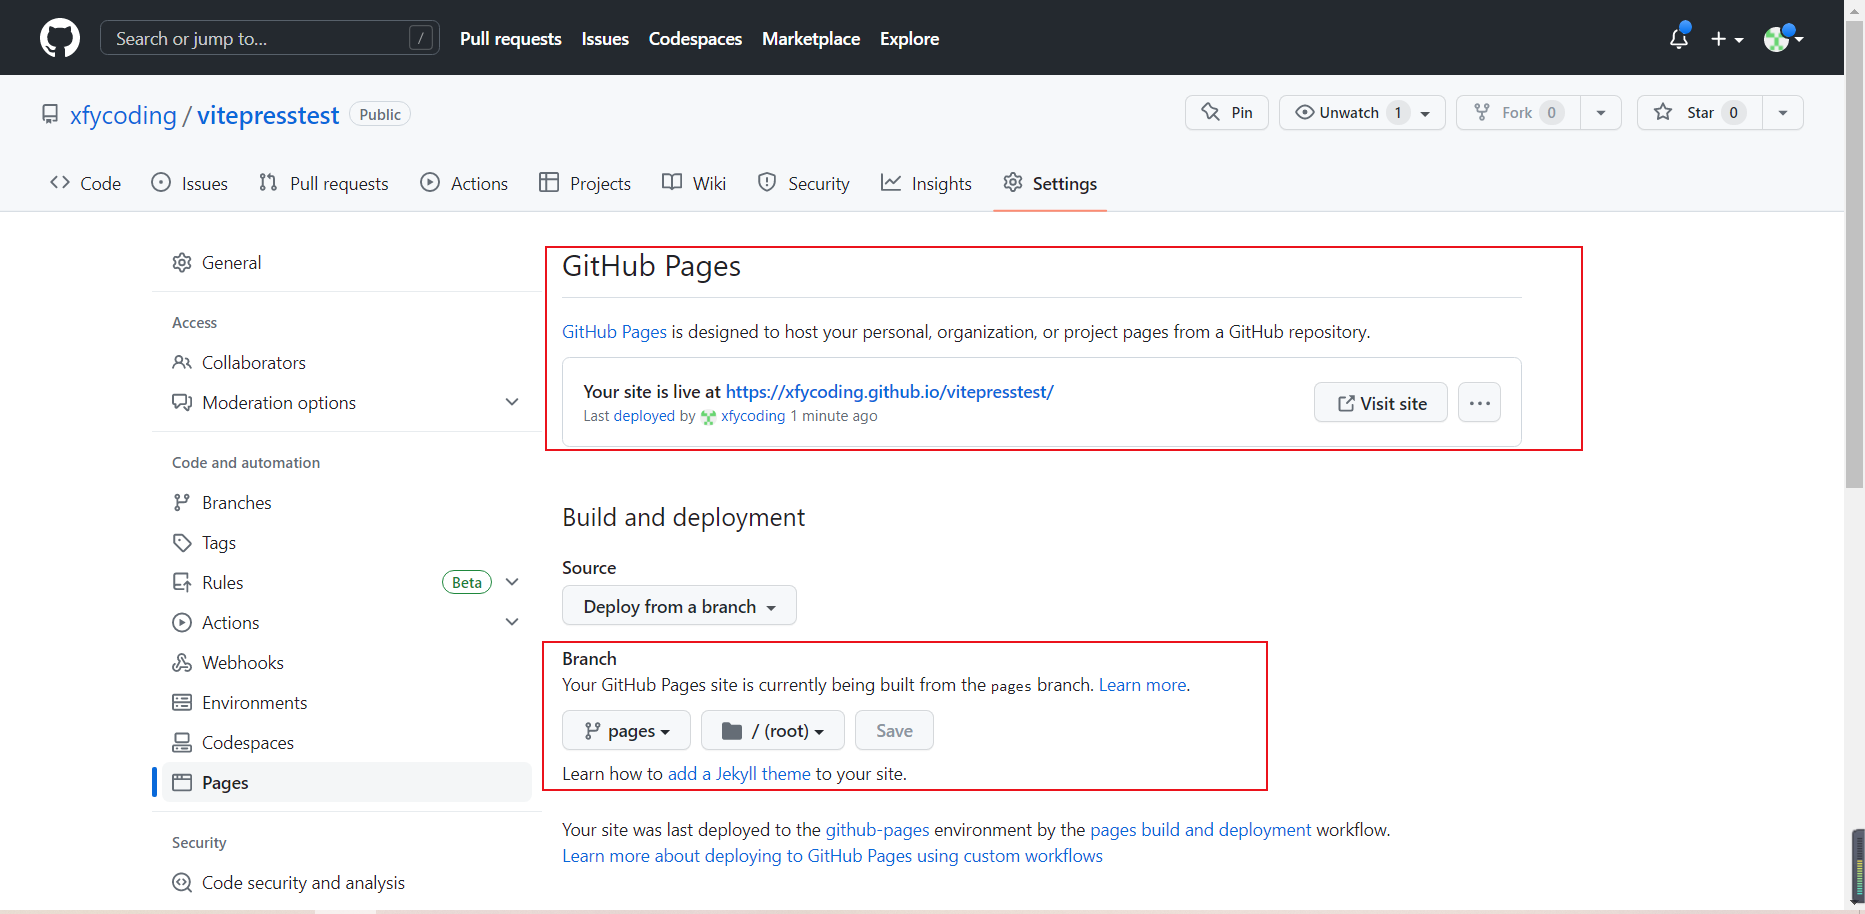 Search or jump to... /
Pull requests Issues Codespaces Marketplace Explore
xfycoding / vitepresstest Public
Pin Unwatch 1 Fork 0 Star 0
Code Issues Pull requests Actions Projects Wiki Security Insights Settings
General
Access
Collaborators
Moderation options
Code and automation
Branches
Tags
Rules Beta
Actions
Webhooks
Environments
Codespaces
Pages
Security
Code security and analysis
GitHub Pages
GitHub Pages is designed to host your personal, organization, or project pages from a GitHub repository.
Your site is live at https://xfycoding.github.io/vitepresstest/
Last deployed by xfycoding 1 minute ago
Visit site ...
Build and deployment
Source
Deploy from a branch
Branch
Your GitHub Pages site is currently being built from the pages branch. Learn more.
pages / (root) Save
Learn how to add a Jekyll theme to your site.
Your site was last deployed to the github-pages environment by the pages build and deployment workflow.
Learn more about deploying to GitHub Pages using custom workflows